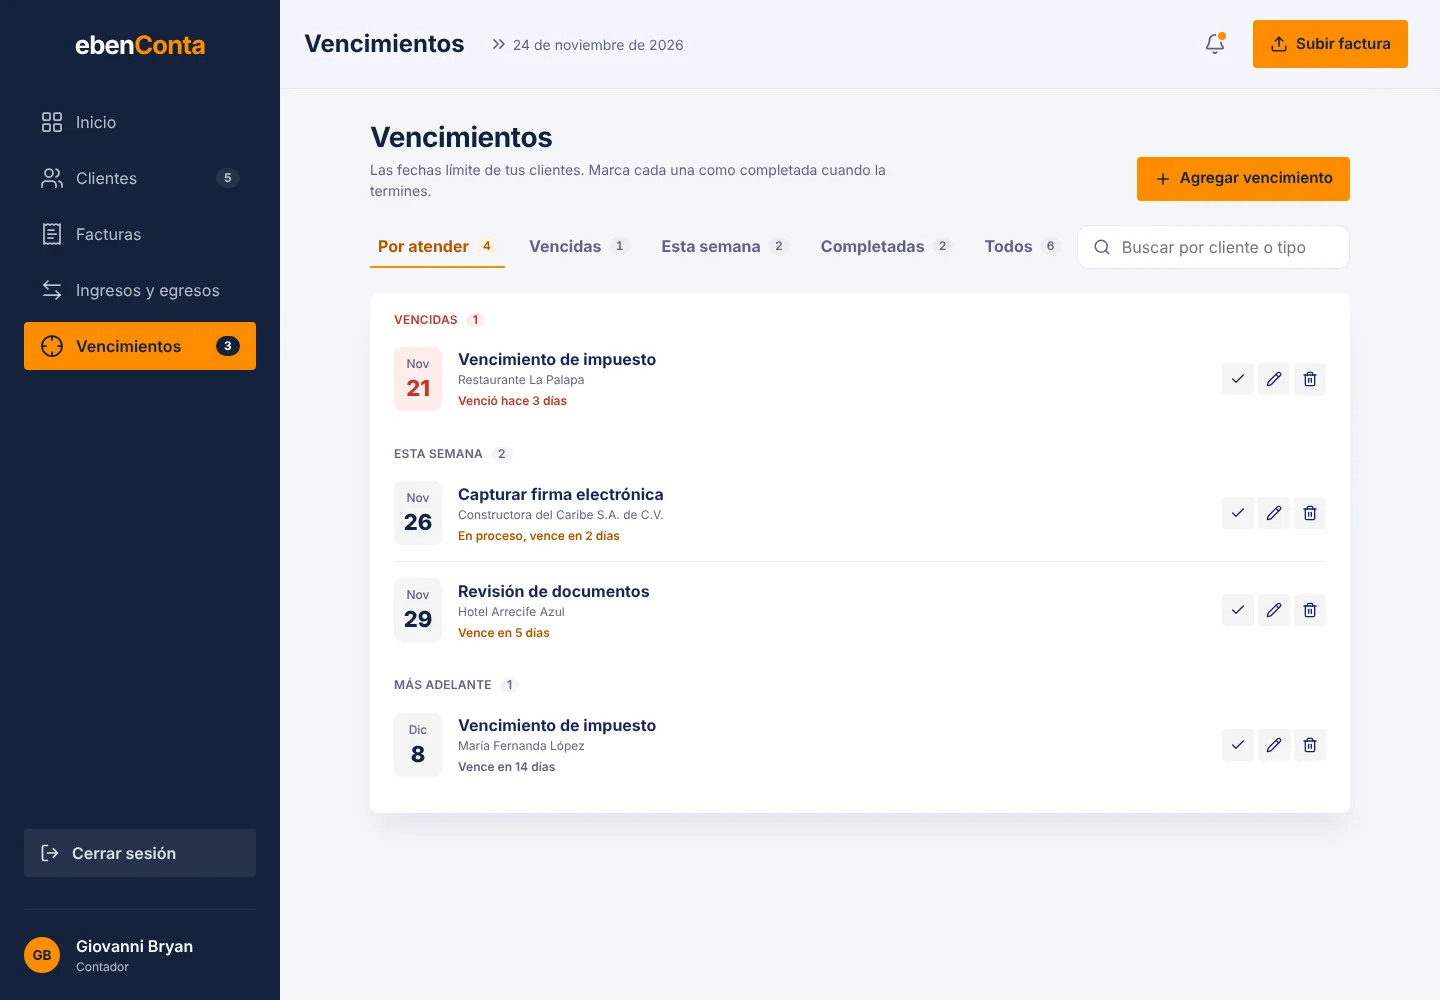 ebenConta
Inicio
Clientes 5
Facturas
Ingresos y egresos
Vencimientos 3
Cerrar sesión
GB
Giovanni Bryan
Contador
Vencimientos
24 de noviembre de 2026
Subir factura
Vencimientos
Las fechas límite de tus clientes. Marca cada una como completada cuando la
termines.
Agregar vencimiento
Por atender 4
Vencidas 1
Esta semana 2
Completadas 2
Todos 6
Buscar por cliente o tipo
VENCIDAS 1
Nov
21
Vencimiento de impuesto
Restaurante La Palapa
Venció hace 3 días
ESTA SEMANA 2
Nov
26
Capturar firma electrónica
Constructora del Caribe S.A. de C.V.
En proceso, vence en 2 días
Nov
29
Revisión de documentos
Hotel Arrecife Azul
Vence en 5 días
MÁS ADELANTE 1
Dic
8
Vencimiento de impuesto
María Fernanda López
Vence en 14 días